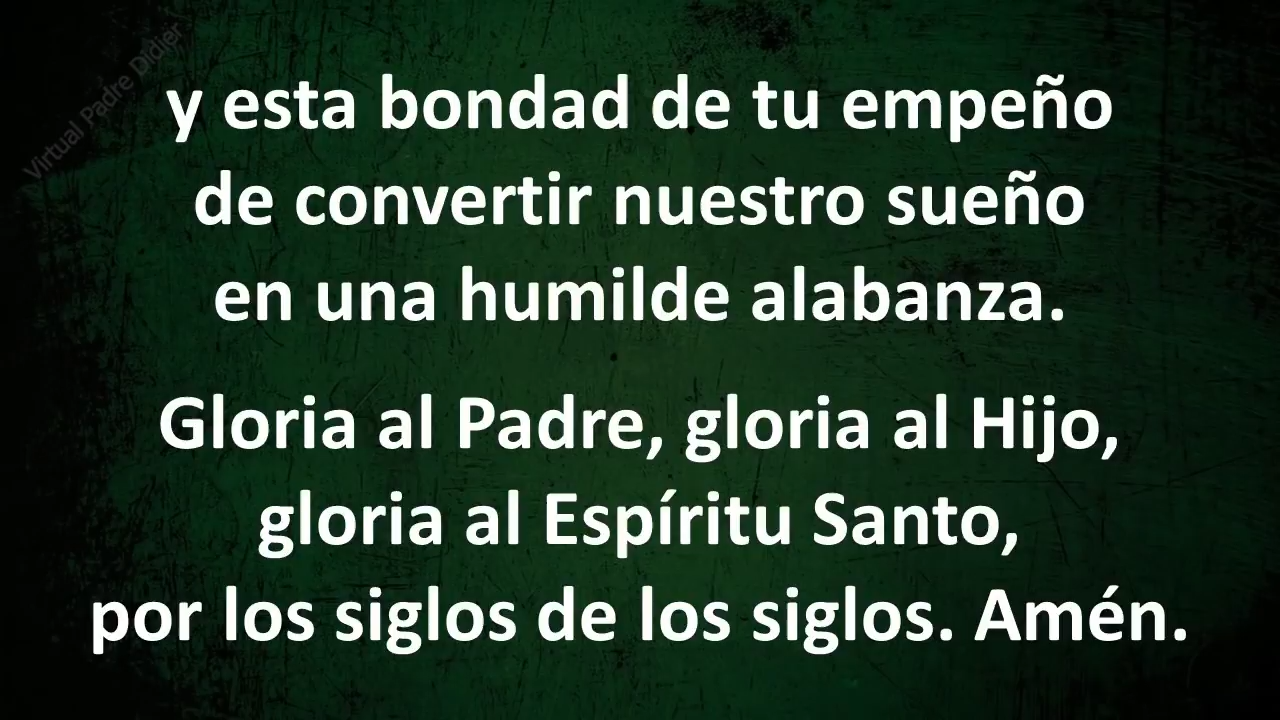 Virtual Padre Didier
y esta bondad de tu empeño
de convertir nuestro sueño
en una humilde alabanza.
Gloria al Padre, gloria al Hijo,
gloria al Espíritu Santo,
por los siglos de los siglos. Amén.